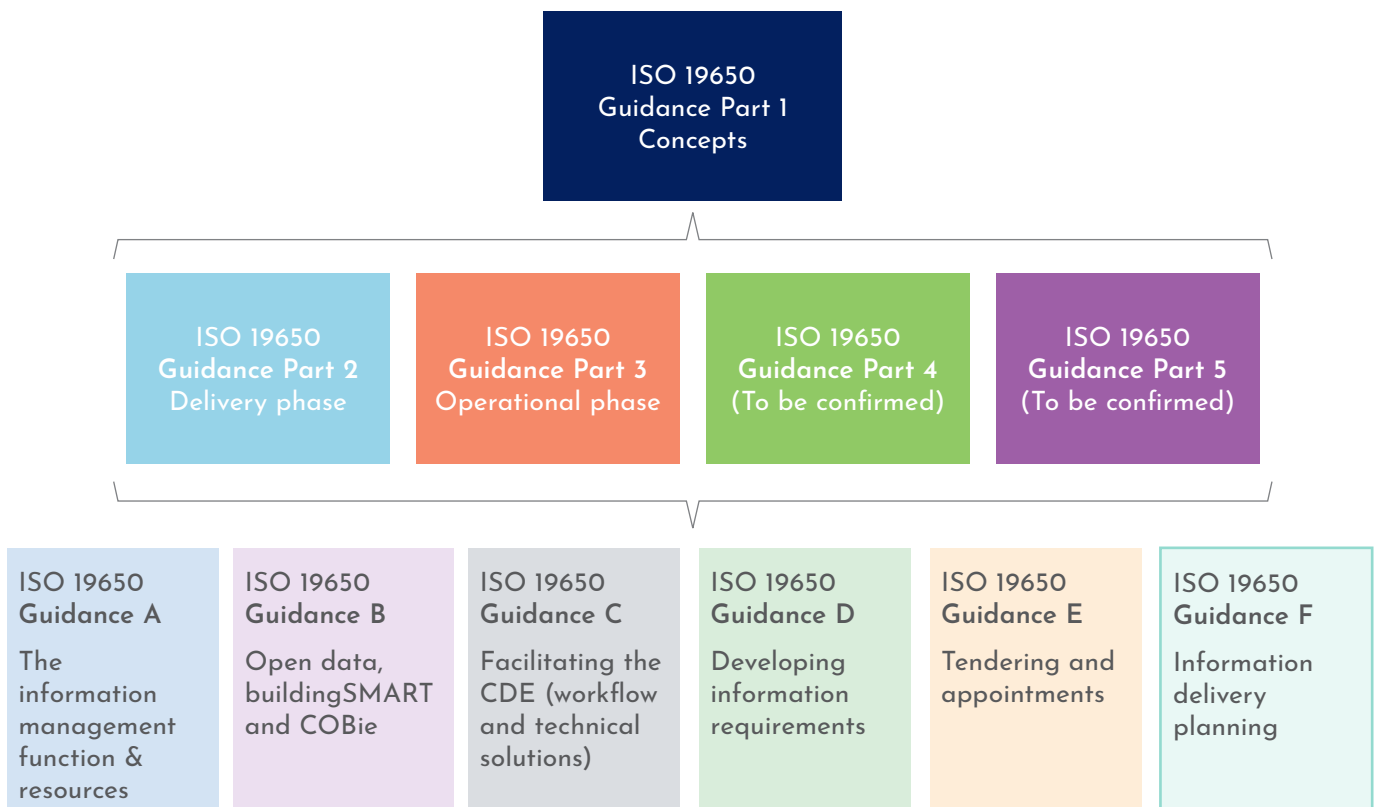 ISO 19650
Guidance Part 1
Concepts
ISO 19650
Guidance Part 2
Delivery phase
ISO 19650
Guidance Part 3
Operational phase
ISO 19650
Guidance Part 4
(To be confirmed)
ISO 19650
Guidance Part 5
(To be confirmed)
ISO 19650
Guidance A
The
information
management
function &
resources
ISO 19650
Guidance B
Open data,
buildingSMART
and COBie
ISO 19650
Guidance C
Facilitating the
CDE (workflow
and technical
solutions)
ISO 19650
Guidance D
Developing
information
requirements
ISO 19650
Guidance E
Tendering and
appointments
ISO 19650
Guidance F
Information
delivery
planning